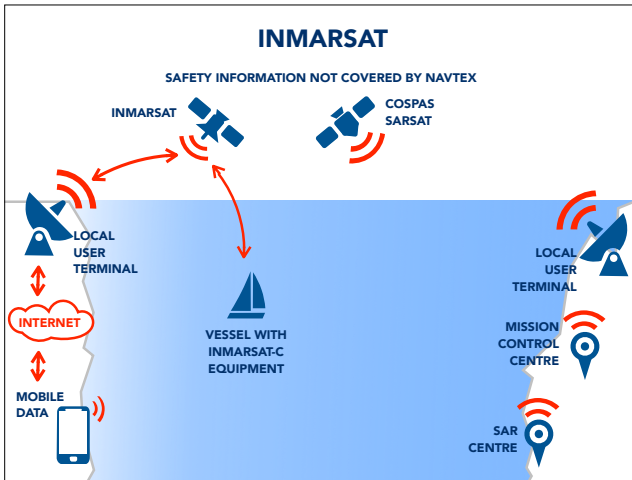 INMARSAT
SAFETY INFORMATION NOT COVERED BY NAVTEX
INMARSAT
COSPAS
SARSAT
LOCAL
USER
TERMINAL
LOCAL
USER
TERMINAL
INTERNET
VESSEL WITH
INMARSAT-C
EQUIPMENT
MISSION
CONTROL
CENTRE
MOBILE
DATA
SAR
CENTRE